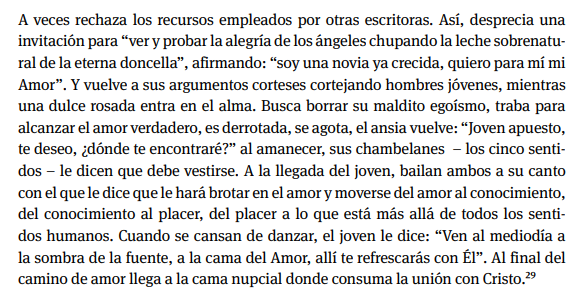 A veces rechaza los recursos empleados por otras escritoras. Así, desprecia una
invitación para “ver y probar la alegría de los ángeles chupando la leche sobrenatu-
ral de la eterna doncella”, afirmando: “soy una novia ya crecida, quiero para mí mi
Amor”. Y vuelve a sus argumentos corteses cortejando hombres jóvenes, mientras
una dulce rosada entra en el alma. Busca borrar su maldito egoísmo, traba para
alcanzar el amor verdadero, es derrotada, se agota, el ansia vuelve: “Joven apuesto,
te deseo, ¿dónde te encontraré?” al amanecer, sus chambelanes – los cinco senti-
dos – le dicen que debe vestirse. A la llegada del joven, bailan ambos a su canto
con el que le dice que le hará brotar en el amor y moverse del amor al conocimiento,
del conocimiento al placer, del placer a lo que está más allá de todos los senti-
dos humanos. Cuando se cansan de danzar, el joven le dice: “Ven al mediodía a
la sombra de la fuente, a la cama del Amor, allí te refrescarás con Él”. Al final del
camino de amor llega a la cama nupcial donde consuma la unión con Cristo.29